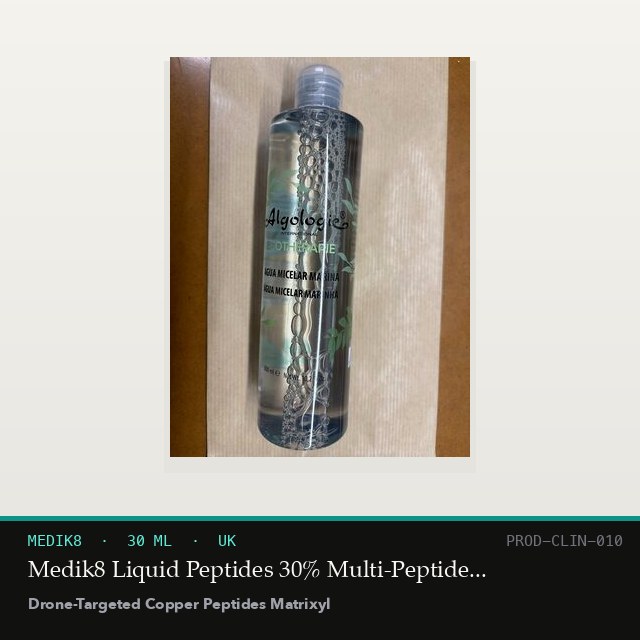 Algologie
AGUA MICELAR MARINA
AGUA MICELAR MARINHA
MEDIK8 · 30 ML · UK
PROD–CLIN–010
Medik8 Liquid Peptides 30% Multi-Peptide...
Drone-Targeted Copper Peptides Matrixyl